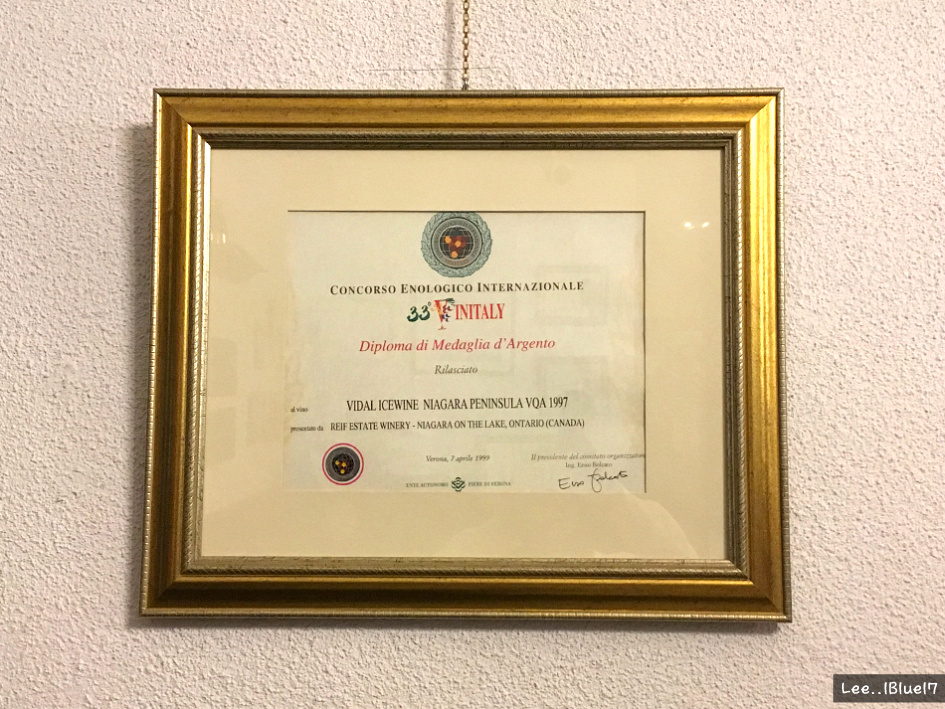 CONCORSO ENOLOGICO INTERNAZIONALE
33° VINITALY
Diploma di Medaglia d'Argento
Rilasciato
al vino VIDAL ICEWINE NIAGARA PENINSULA VQA 1997
presentato da REIF ESTATE WINERY - NIAGARA ON THE LAKE, ONTARIO (CANADA)
Verona, 7 aprile 1999
Il presidente del comitato organizzatore
Ing. Enzo
ENTE AUTONOMO FIERE DI VERONA
Lee..lBluel7